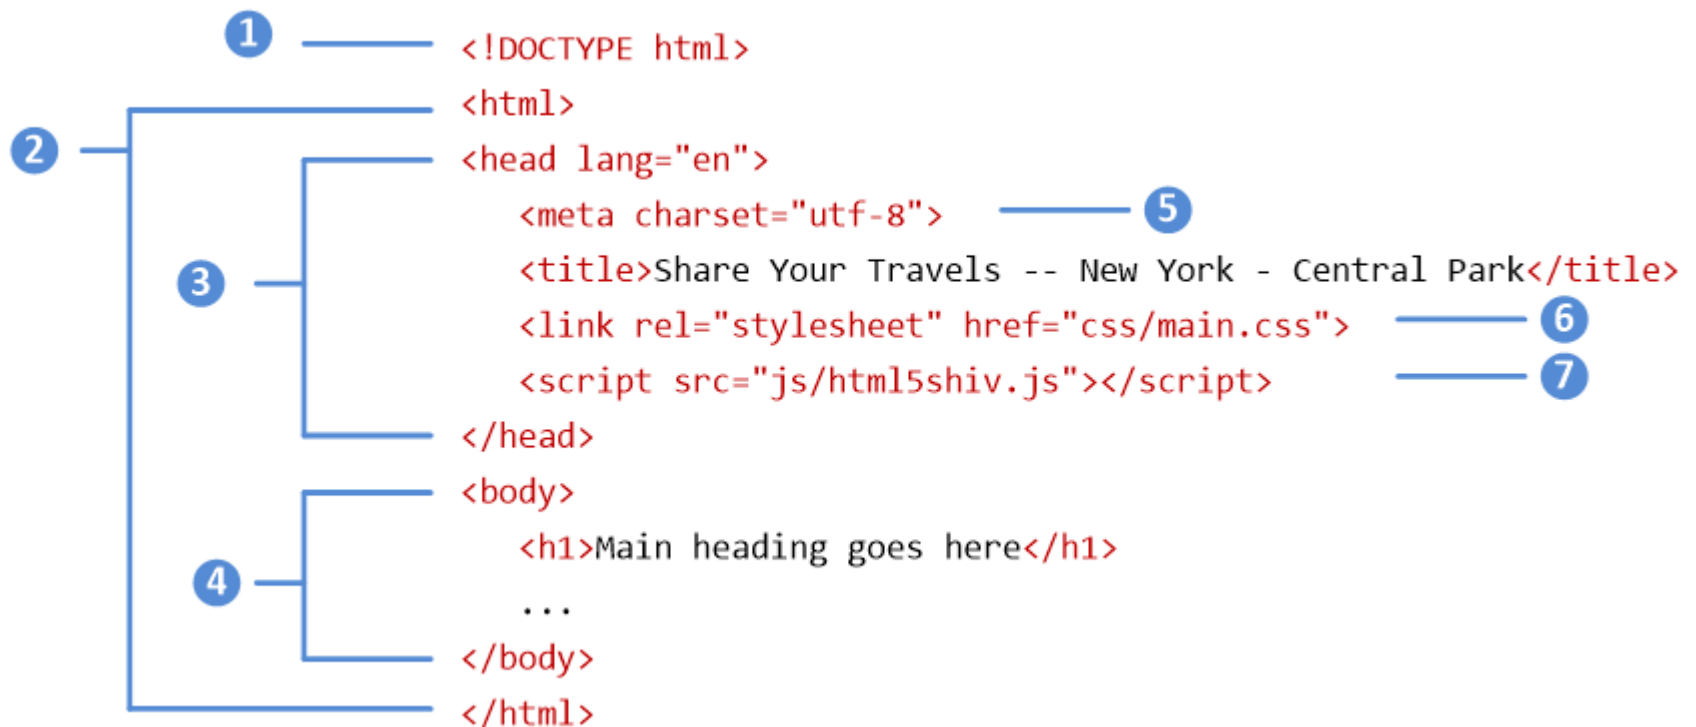 1 <!DOCTYPE html>
<html>
2
<head lang="en">
<meta charset="utf-8"> 5
3 <title>Share Your Travels -- New York - Central Park</title>
<link rel="stylesheet" href="css/main.css"> 6
<script src="js/html5shiv.js"></script> 7
</head>
<body>
<h1>Main heading goes here</h1>
4
...
</body>
</html>